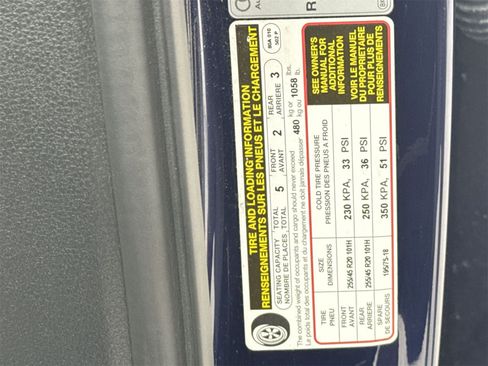 TIRE AND LOADING INFORMATION
RENSEIGNEMENTS SUR LES PNEUS ET LE CHARGEMENT
80A 010
502 P
SEATING CAPACITY TOTAL 5 FRONT 2 REAR 3
NOMBRE DE PLACES TOTAL AVANT ARRIERE
The combined weight of occupants and cargo should never exceed 480 kg or 1058 lbs.
Le poids total des occupants et du chargement ne doit jamais dépasser kg ou lb.
TIRE SIZE COLD TIRE PRESSURE
PNEU DIMENSIONS PRESSION DES PNEUS A FROID
FRONT 255/45 R20 101H 230 KPA, 33 PSI
AVANT
REAR 255/45 R20 101H 250 KPA, 36 PSI
ARRIERE
SPARE 195/75-18 350 KPA, 51 PSI
DE SECOURS
SEE OWNER'S
MANUAL FOR
ADDITIONAL
INFORMATION
VOIR LE MANUEL
DU PROPRIETAIRE
POUR PLUS DE
RENSEIGNEMENTS